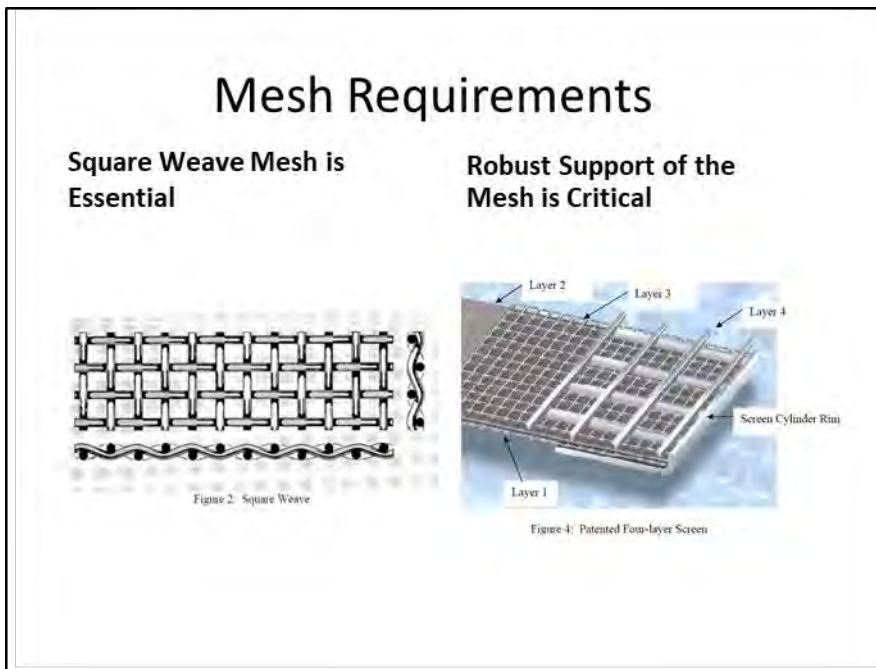 Mesh Requirements
Square Weave Mesh is
Essential
Robust Support of the
Mesh is Critical
Figure 2: Square Weave
Layer 2
Layer 3
Layer 4
Screen Cylinder Rim
Layer 1
Figure 4: Patented Four-layer Screen